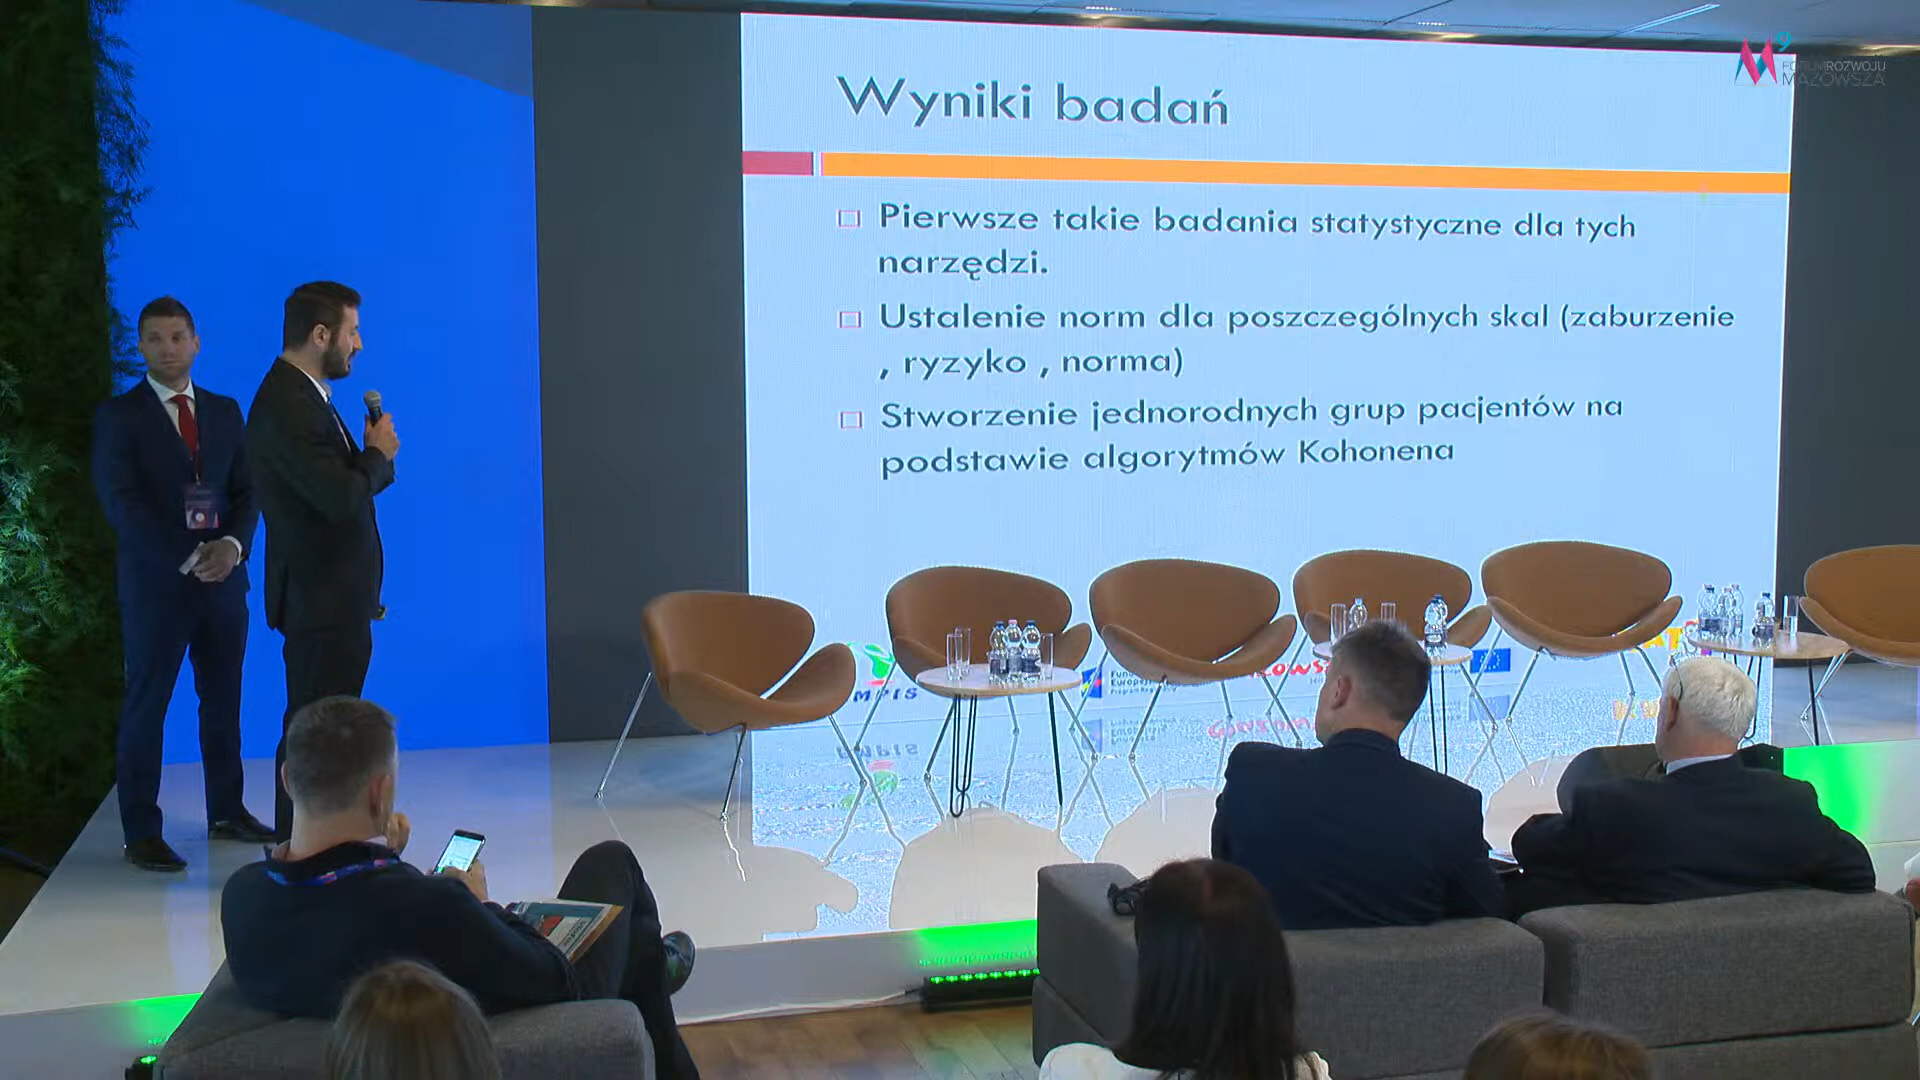 9
FORUM ROZWOJU
MAZOWSZA
Wyniki badań
Pierwsze takie badania statystyczne dla tych
narzędzi.
Ustalenie norm dla poszczególnych skal (zaburzenie
, ryzyko , norma)
Stworzenie jednorodnych grup pacjentów na
podstawie algorytmów Kohonena
MPIS